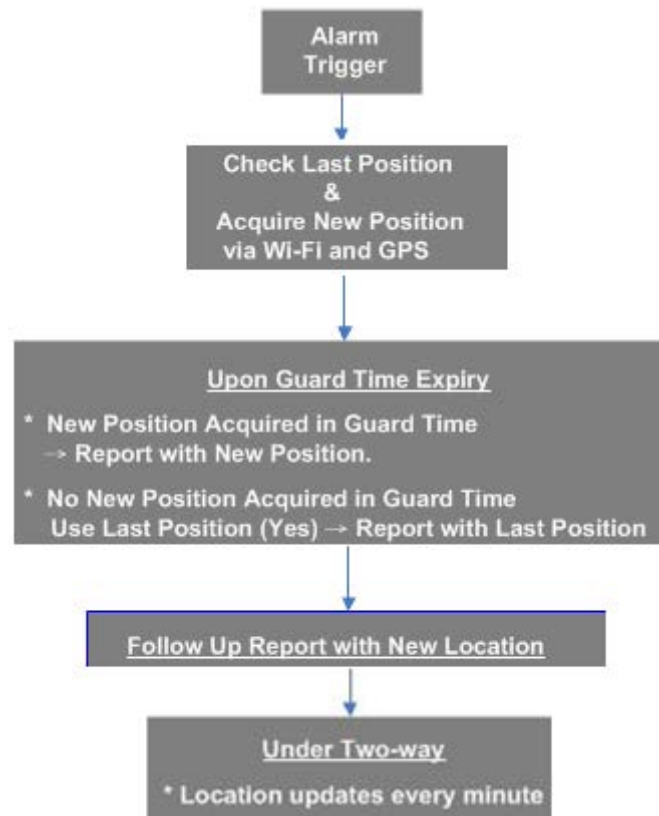 Alarm
Trigger
Check Last Position
&
Acquire New Position
via Wi-Fi and GPS
Upon Guard Time Expiry
* New Position Acquired in Guard Time
→ Report with New Position.
* No New Position Acquired in Guard Time
Use Last Position (Yes) → Report with Last Position
Follow Up Report with New Location
Under Two-way
* Location updates every minute